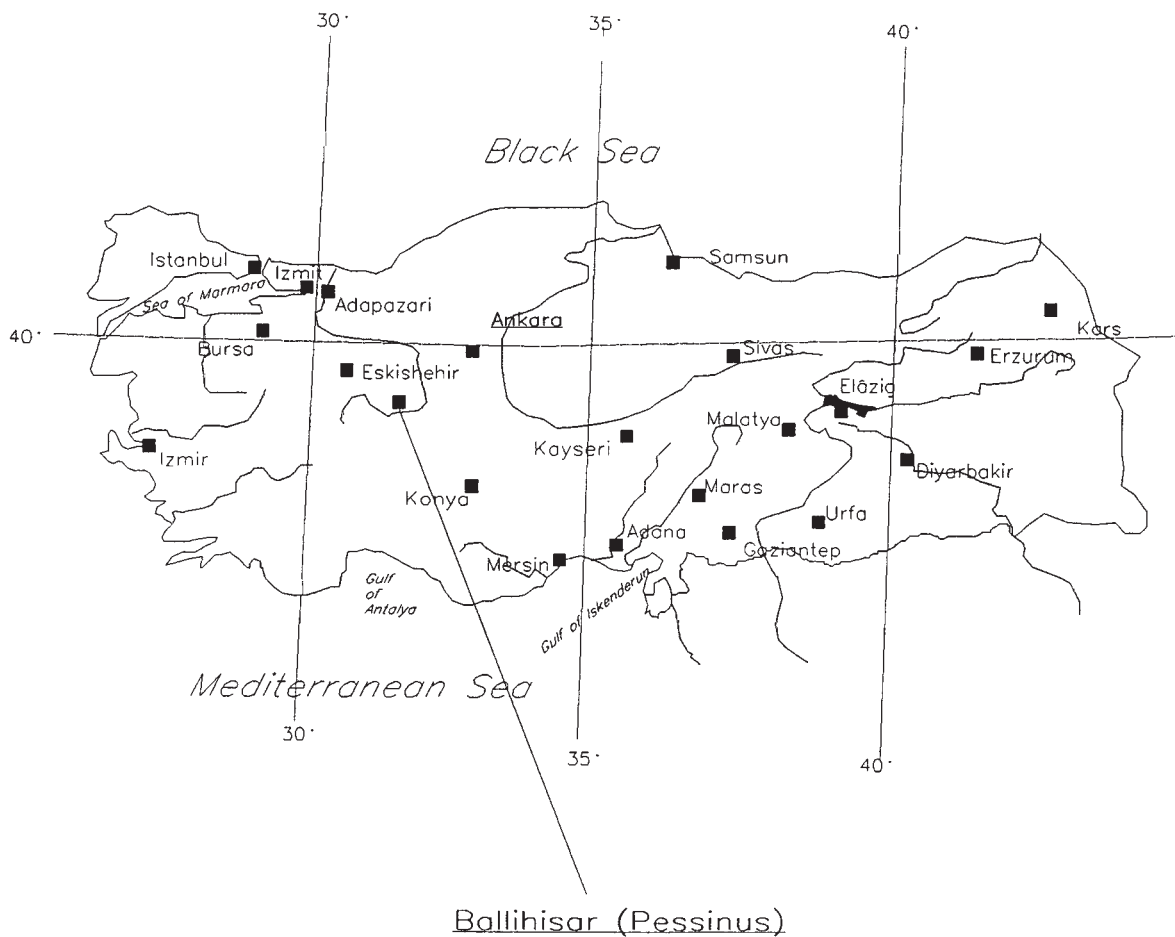 30°
35°
40°
Black Sea
Istanbul
Izmit
Samsun
Sea of Marmara
Adapazari
Ankara
Kars
40°
Bursa
Sivas
Erzurum
Eskishehir
Elâzig
Malatya
Kayseri
Izmir
Diyarbakir
Konya
Maras
Urfa
Adana
Gaziantep
Mersin
Gulf
of
Antalya
Gulf of Iskenderun
Mediterranean Sea
30°
35°
40°
Ballihisar (Pessinus)